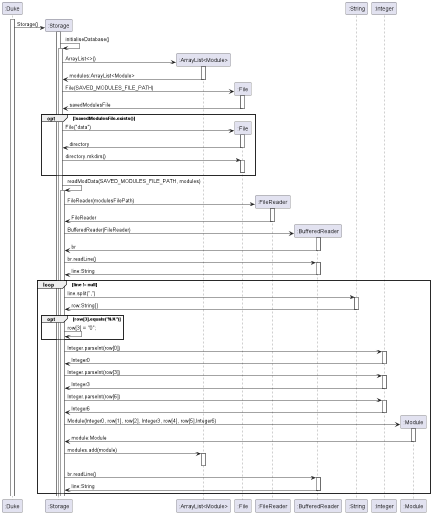 :Duke
:String
:Integer
Storage()
:Storage
initialiseDatabase()
ArrayList<>()
:ArrayList<Module>
modules:ArrayList<Module>
File(SAVED_MODULES_FILE_PATH)
:File
savedModulesFile
opt [!savedModulesFile.exists()]
File("data")
:File
directory
directory.mkdir()
readModData(SAVED_MODULES_FILE_PATH, modules)
FileReader(modulesFilePath)
:FileReader
FileReader
BufferedReader(FileReader)
:BufferedReader
br
br.readLine()
line:String
loop [line != null]
line.split(",")
row:String[]
opt
row[3] = "0";
Integer.parseInt(row[0])
Integer0
Integer.parseInt(row[3])
Integer3
Integer.parseInt(row[6])
Integer6
Module(Integer0, row[1], row[2], Integer3, row[4], row[5],Integer6)
:Module
module:Module
modules.add(module)
br.readLine()
line:String
:Duke
:Storage
:ArrayList<Module>
:File
:FileReader
:BufferedReader
:String
:Integer
:Module